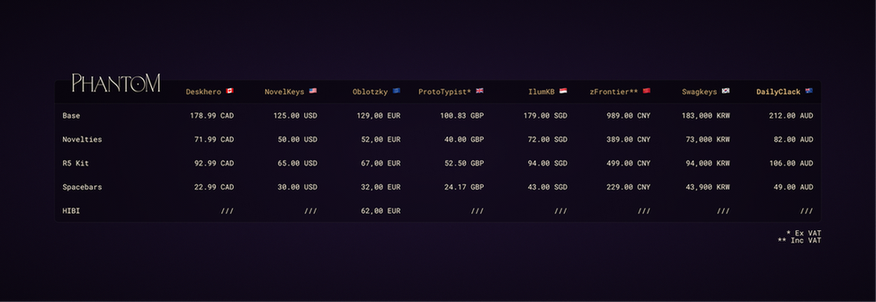 PHANTOM
Deskhero NovelKeys Oblotzky ProtoTypist* IlumKB zFrontier** Swagkeys DailyClack
Base 178.99 CAD 125.00 USD 129,00 EUR 100.83 GBP 179.00 SGD 989.00 CNY 183,000 KRW 212.00 AUD
Novelties 71.99 CAD 50.00 USD 52,00 EUR 40.00 GBP 72.00 SGD 389.00 CNY 73,000 KRW 82.00 AUD
R5 Kit 92.99 CAD 65.00 USD 67,00 EUR 52.50 GBP 94.00 SGD 499.00 CNY 94,000 KRW 106.00 AUD
Spacebars 22.99 CAD 30.00 USD 32,00 EUR 24.17 GBP 43.00 SGD 229.00 CNY 43,900 KRW 49.00 AUD
HIBI /// /// 62,00 EUR /// /// /// /// ///
* Ex VAT
** Inc VAT